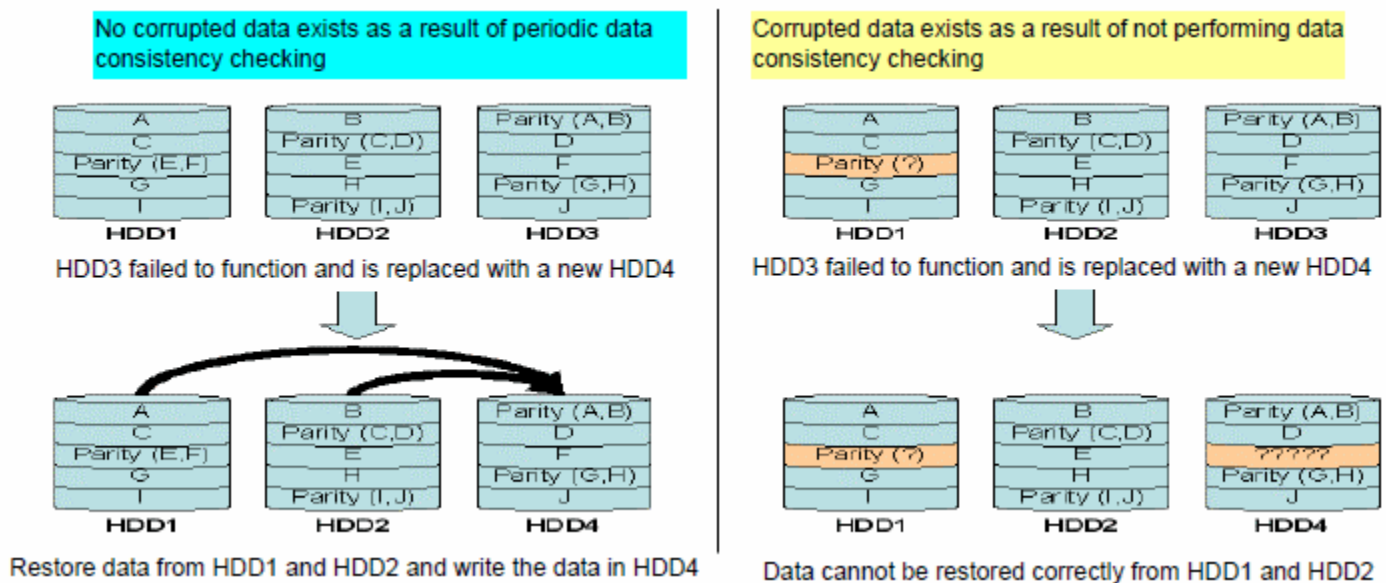 No corrupted data exists as a result of periodic data
consistency checking
A
C
Parity (E,F)
G
I
HDD1
B
Parity (C,D)
E
H
Parity (I,J)
HDD2
Parity (A,B)
D
F
Parity (G,H)
J
HDD3
HDD3 failed to function and is replaced with a new HDD4
A
C
Parity (E,F)
G
I
HDD1
B
Parity (C,D)
E
H
Parity (I,J)
HDD2
Parity (A,B)
D
F
Parity (G,H)
J
HDD4
Restore data from HDD1 and HDD2 and write the data in HDD4
Corrupted data exists as a result of not performing data
consistency checking
A
C
Parity (?)
G
I
HDD1
B
Parity (C,D)
E
H
Parity (I,J)
HDD2
Parity (A,B)
D
F
Parity (G,H)
J
HDD3
HDD3 failed to function and is replaced with a new HDD4
A
C
Parity (?)
G
I
HDD1
B
Parity (C,D)
E
H
Parity (I,J)
HDD2
Parity (A,B)
D
?????
Parity (G,H)
J
HDD4
Data cannot be restored correctly from HDD1 and HDD2